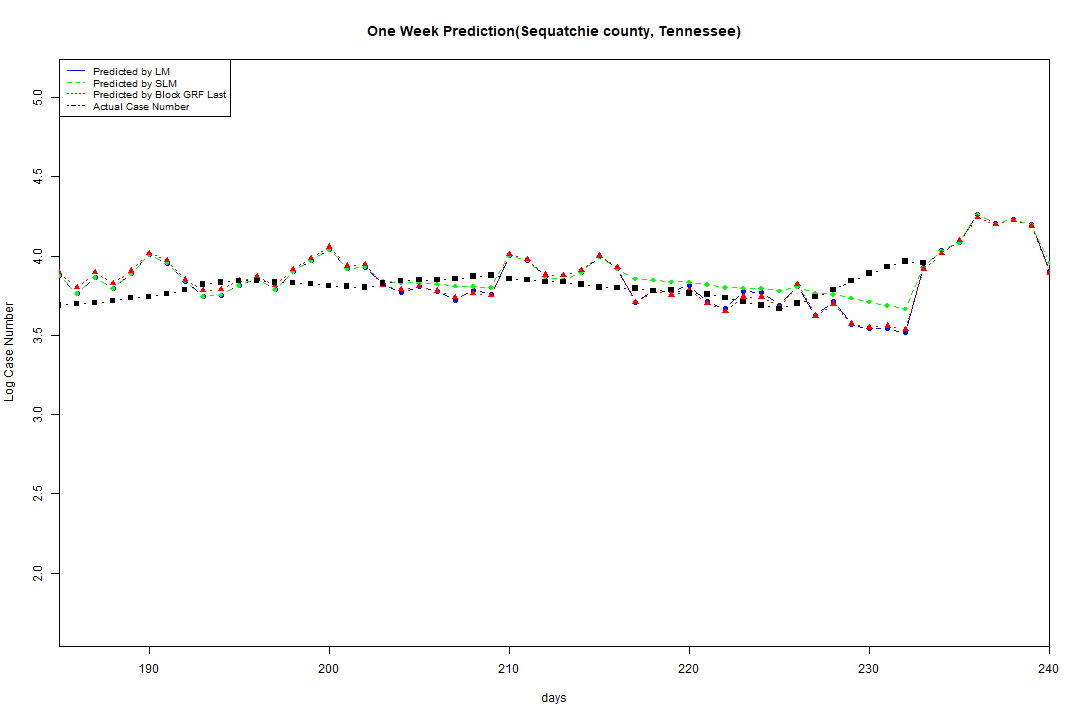 One Week Prediction(Sequatchie county, Tennessee)
Predicted by LM
Predicted by SLM
Predicted by Block GRF Last
Actual Case Number
5.0
4.5
4.0
3.5
3.0
2.5
2.0
Log Case Number
190 200 210 220 230 240
days